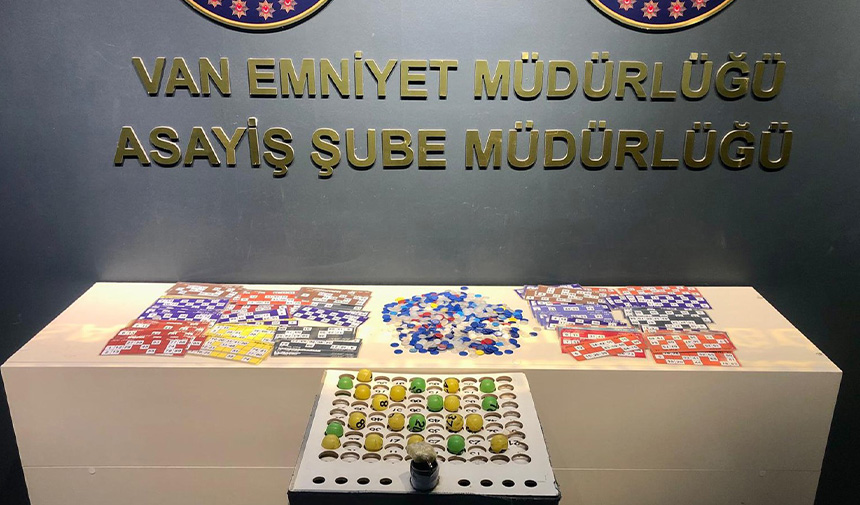 VAN EMNİYET MÜDÜRLÜĞÜ
ASAYİŞ ŞUBE MÜDÜRLÜĞÜ